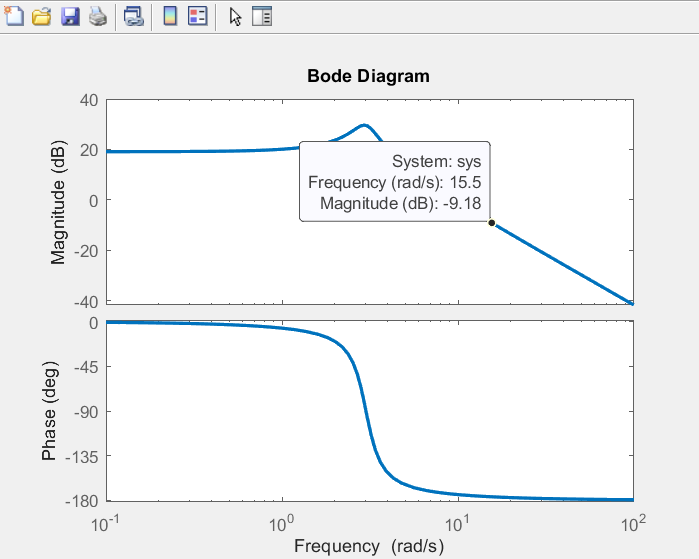 Bode Diagram
Magnitude (dB)
40
20
0
-20
-40
System: sys
Frequency (rad/s): 15.5
Magnitude (dB): -9.18
Phase (deg)
0
-45
-90
-135
-180
10^-1 10^0 10^1 10^2
Frequency (rad/s)